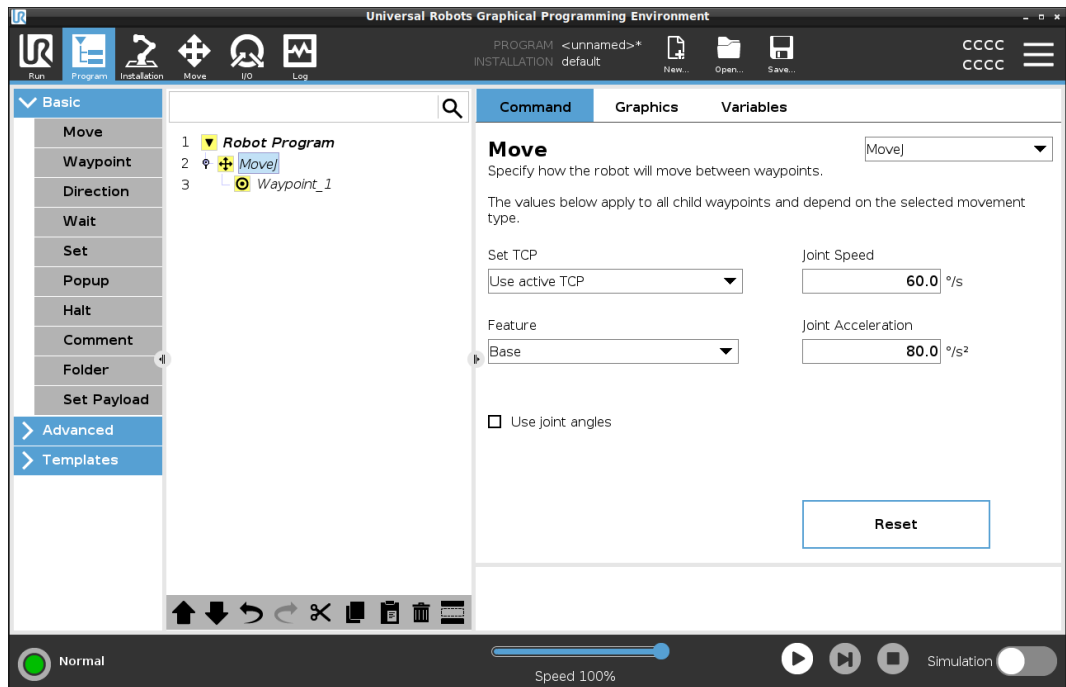 Universal Robots Graphical Programming Environment
UR
Run
Program
Installation
Move
I/O
Log
PROGRAM <unnamed>*
INSTALLATION default
New...
Open...
Save...
CCCC
CCCC
Basic
Move
Waypoint
Direction
Wait
Set
Popup
Halt
Comment
Folder
Set Payload
Advanced
Templates
1 Robot Program
2 MoveJ
3 Waypoint_1
Command Graphics Variables
Move
MoveJ
Specify how the robot will move between waypoints.
The values below apply to all child waypoints and depend on the selected movement
type.
Set TCP
Use active TCP
Joint Speed
60.0 °/s
Feature
Base
Joint Acceleration
80.0 °/s²
Use joint angles
Reset
Normal
Speed 100%
Simulation